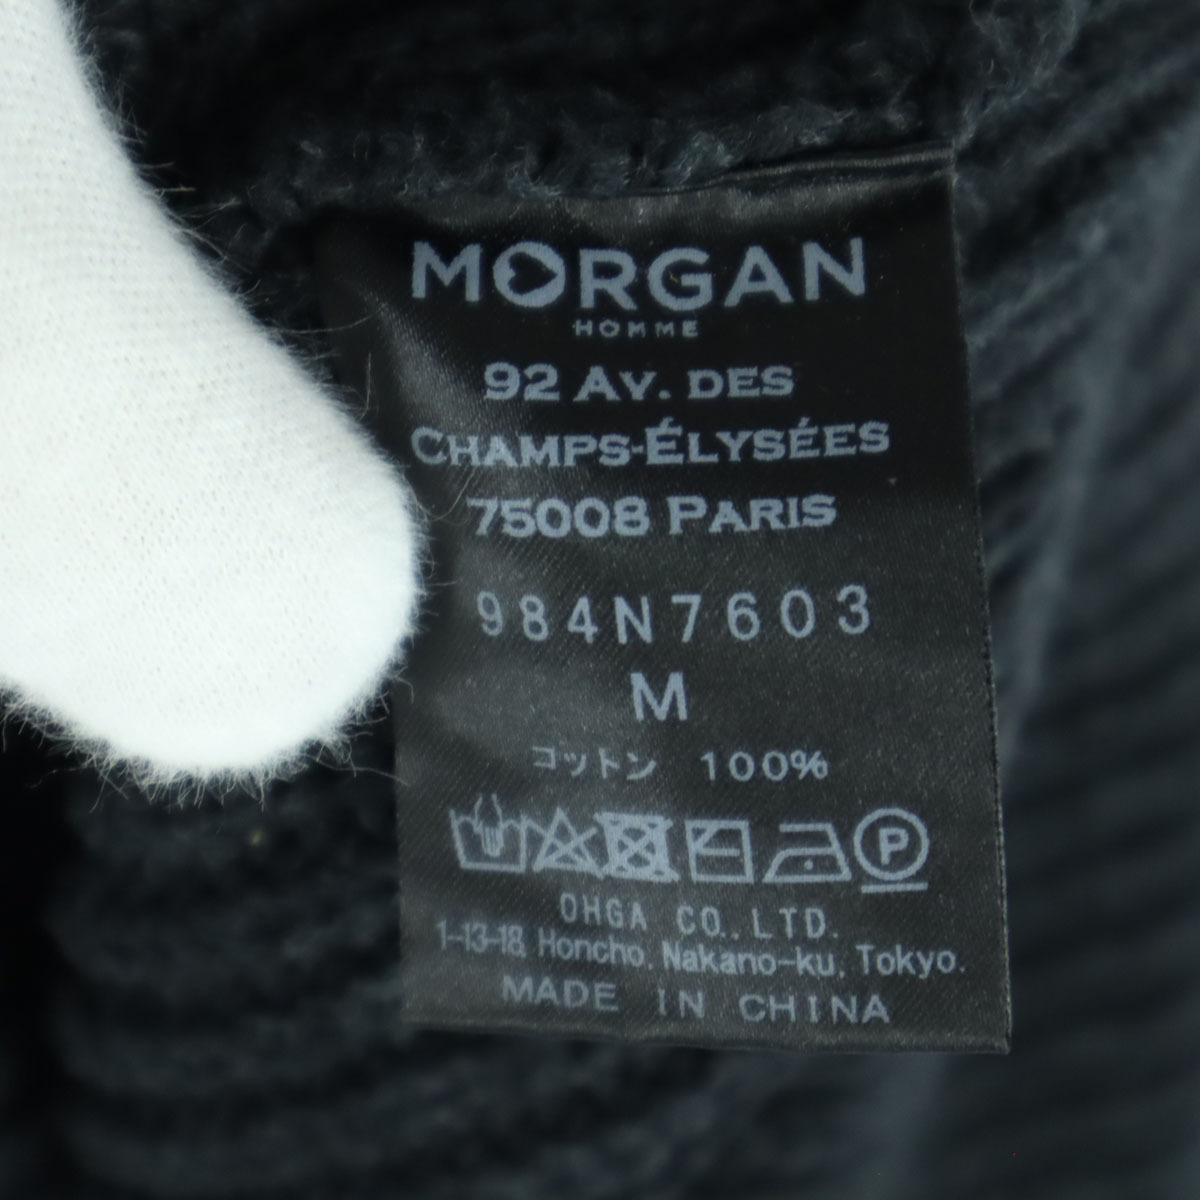 MORGAN
HOMME
92 AV. DES
CHAMPS-ÉLYSÉES
75008 PARIS
984N7603
M
コットン 100%
P
OHGA CO.,LTD.
1-13-18, Honcho, Nakano-ku, Tokyo.
MADE IN CHINA